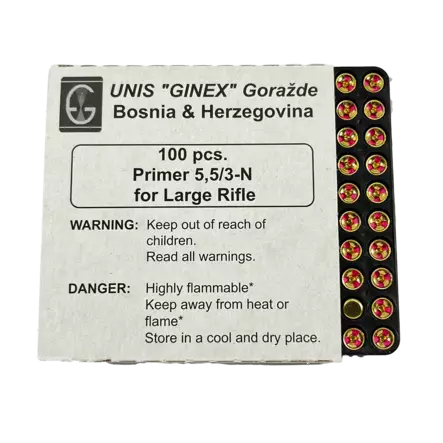 UNIS "GINEX" Goražde
Bosnia & Herzegovina
100 pcs.
Primer 5,5/3-N
for Large Rifle
WARNING: Keep out of reach of
children.
Read all warnings.
DANGER: Highly flammable*
Keep away from heat or
flame*
Store in a cool and dry place.